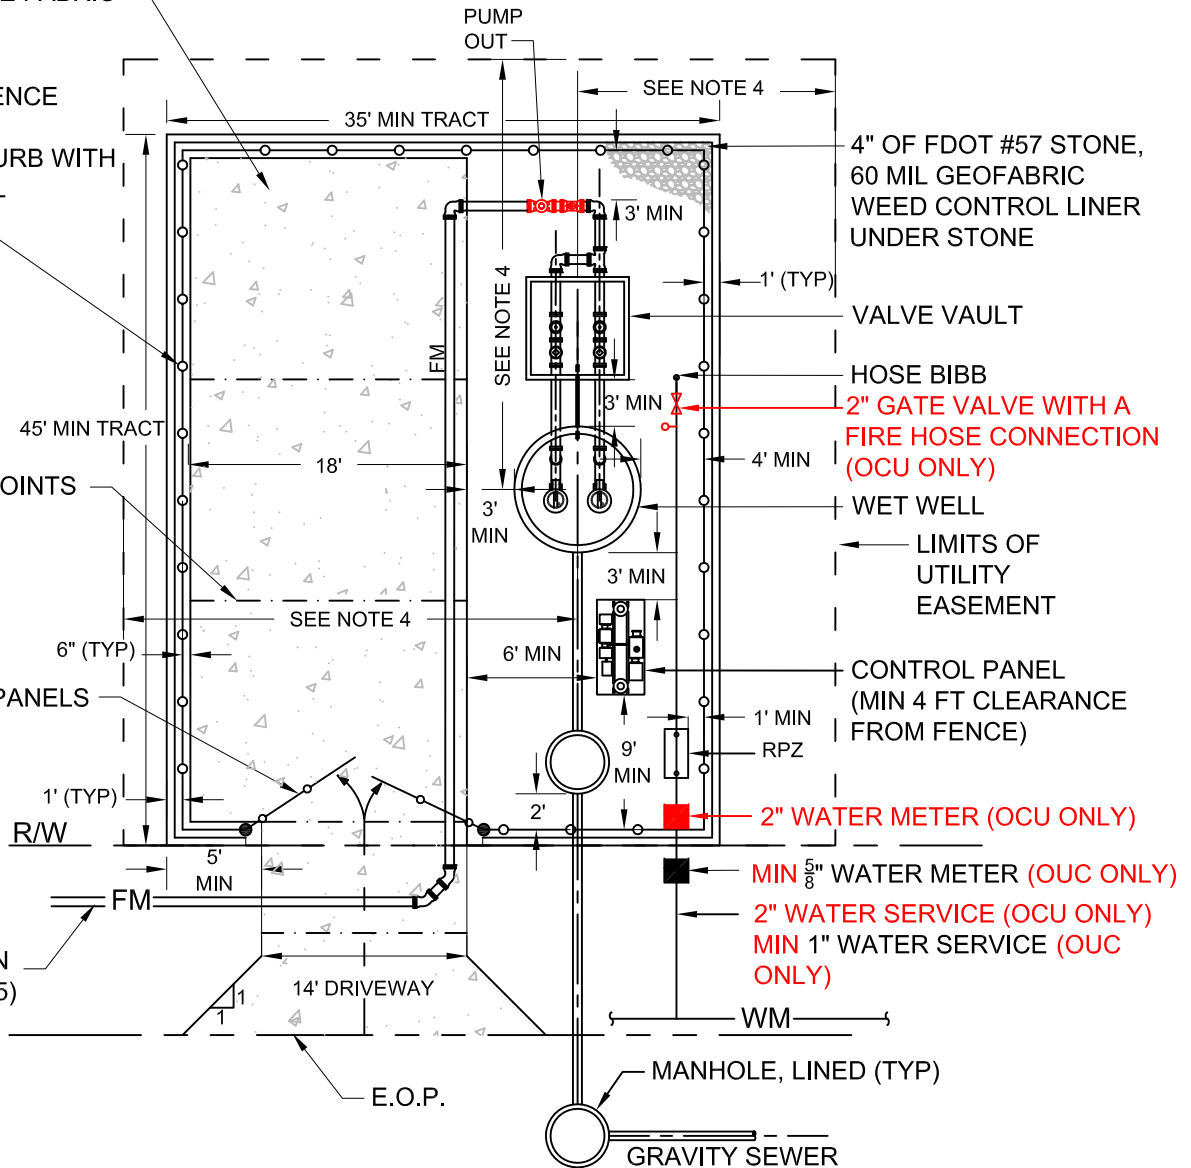 PUMP
OUT
ENCE
SEE NOTE 4
35' MIN TRACT
URB WITH
4" OF FDOT #57 STONE,
60 MIL GEOFABRIC
WEED CONTROL LINER
UNDER STONE
3' MIN
SEE NOTE 4
1' (TYP)
VALVE VAULT
FM
HOSE BIBB
3' MIN
2" GATE VALVE WITH A
FIRE HOSE CONNECTION
(OCU ONLY)
45' MIN TRACT
18'
4' MIN
OINTS
3'
MIN
WET WELL
LIMITS OF
UTILITY
EASEMENT
3' MIN
SEE NOTE 4
6" (TYP)
6' MIN
CONTROL PANEL
(MIN 4 FT CLEARANCE
FROM FENCE)
PANELS
1' MIN
9'
MIN
RPZ
1' (TYP)
2'
2" WATER METER (OCU ONLY)
R/W
5'
MIN
MIN 5/8" WATER METER (OUC ONLY)
FM
2" WATER SERVICE (OCU ONLY)
MIN 1" WATER SERVICE (OUC
ONLY)
N
5)
14' DRIVEWAY
1
1
WM
MANHOLE, LINED (TYP)
E.O.P.
GRAVITY SEWER